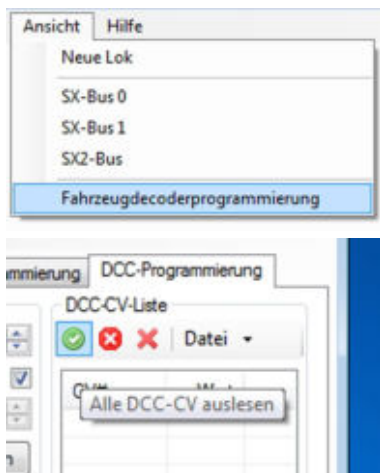 Ansicht Hilfe
Neue Lok
SX-Bus 0
SX-Bus 1
SX2-Bus
Fahrzeugdecoderprogrammierung
ammierung DCC-Programmierung
DCC-CV-Liste
Datei
Alle DCC-CV auslesen